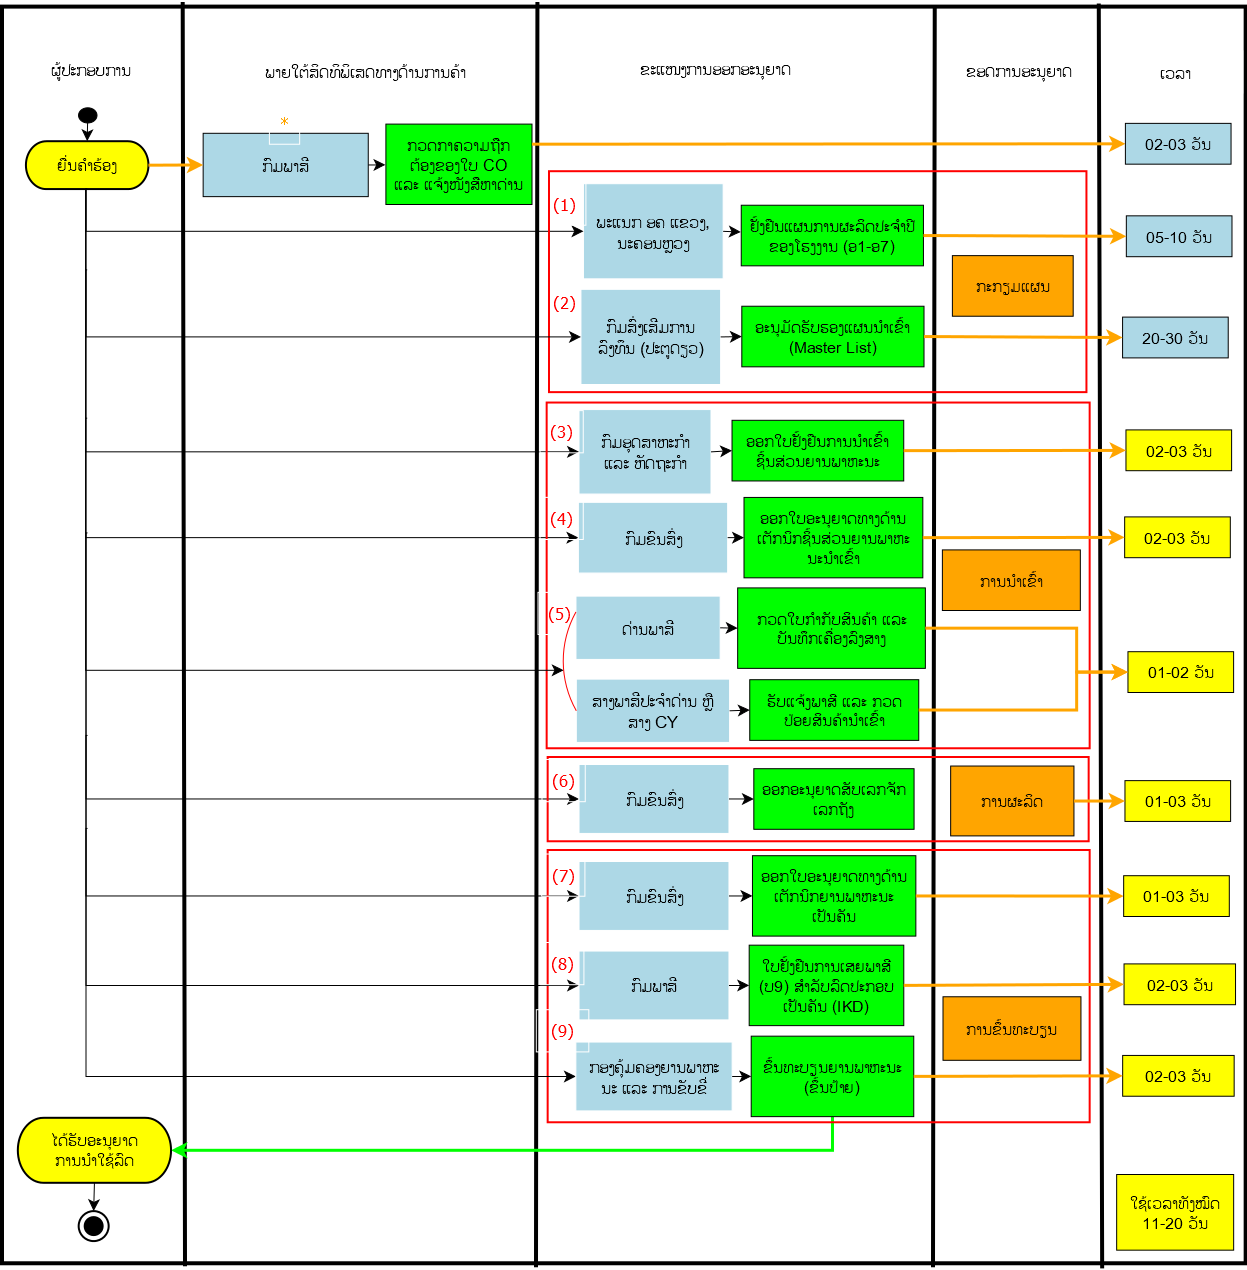 ຜູ້ປະກອບການ
ພາຍໃຕ້ສິດທິພິເສດທາງດ້ານການຄ້າ
ຂະແໜງການອອກອະນຸຍາດ
ຂອດການອະນຸຍາດ
ເວລາ
ຍື່ນຄໍາຮ້ອງ
*
ກົມພາສີ
ກວດກາຄວາມຖືກ
ຕ້ອງຂອງໃບ CO
ແລະ ແຈ້ງໜັງສືຫາດ່ານ
02-03 ວັນ
(1)
ພະແນກ ອຄ ແຂວງ,
ນະຄອນຫຼວງ
ຢັ້ງຢືນແຜນການຜະລິດປະຈໍາປີ
ຂອງໂຮງງານ (ອ1-ອ7)
05-10 ວັນ
ກະກຽມແຜນ
(2)
ກົມສົ່ງເສີມການ
ລົງທຶນ (ປະຕູດຽວ)
ອະນຸມັດຮັບຮອງແຜນນໍາເຂົ້າ
(Master List)
20-30 ວັນ
(3)
ກົມອຸດສາຫະກໍາ
ແລະ ຫັດຖະກໍາ
ອອກໃບຢັ້ງຢືນການນໍາເຂົ້າ
ຊິ້ນສ່ວນຍານພາຫະນະ
02-03 ວັນ
(4)
ກົມຂົນສົ່ງ
ອອກໃບອະນຸຍາດທາງດ້ານ
ເຕັກນິກຊິ້ນສ່ວນຍານພາຫະ
ນະນໍາເຂົ້າ
02-03 ວັນ
ການນໍາເຂົ້າ
(5)
ດ່ານພາສີ
ກວດໃບກໍາກັບສິນຄ້າ ແລະ
ບັນທຶກເຄື່ອງລົງສາງ
01-02 ວັນ
ສາງພາສີປະຈໍາດ່ານ ຫຼື
ສາງ CY
ຮັບແຈ້ງພາສີ ແລະ ກວດ
ປ່ອຍສິນຄ້ານໍາເຂົ້າ
(6)
ກົມຂົນສົ່ງ
ອອກອະນຸຍາດສັບເລກຈັກ
ເລກຖັງ
ການຜະລິດ
01-03 ວັນ
(7)
ກົມຂົນສົ່ງ
ອອກໃບອະນຸຍາດທາງດ້ານ
ເຕັກນິກຍານພາຫະນະ
ເປັນຄັນ
01-03 ວັນ
(8)
ກົມພາສີ
ໃບຢັ້ງຢືນການເສຍພາສີ
(ບ9) ສໍາລັບລົດປະກອບ
ເປັນຄັນ (IKD)
02-03 ວັນ
ການຂຶ້ນທະບຽນ
(9)
ກອງຄຸ້ມຄອງຍານພາຫະ
ນະ ແລະ ການຂັບຂີ່
ຂຶ້ນທະບຽນຍານພາຫະນະ
(ຂຶ້ນປ້າຍ)
02-03 ວັນ
ໄດ້ຮັບອະນຸຍາດ
ການນໍາໃຊ້ລົດ
ໃຊ້ເວລາທັງໝົດ
11-20 ວັນ